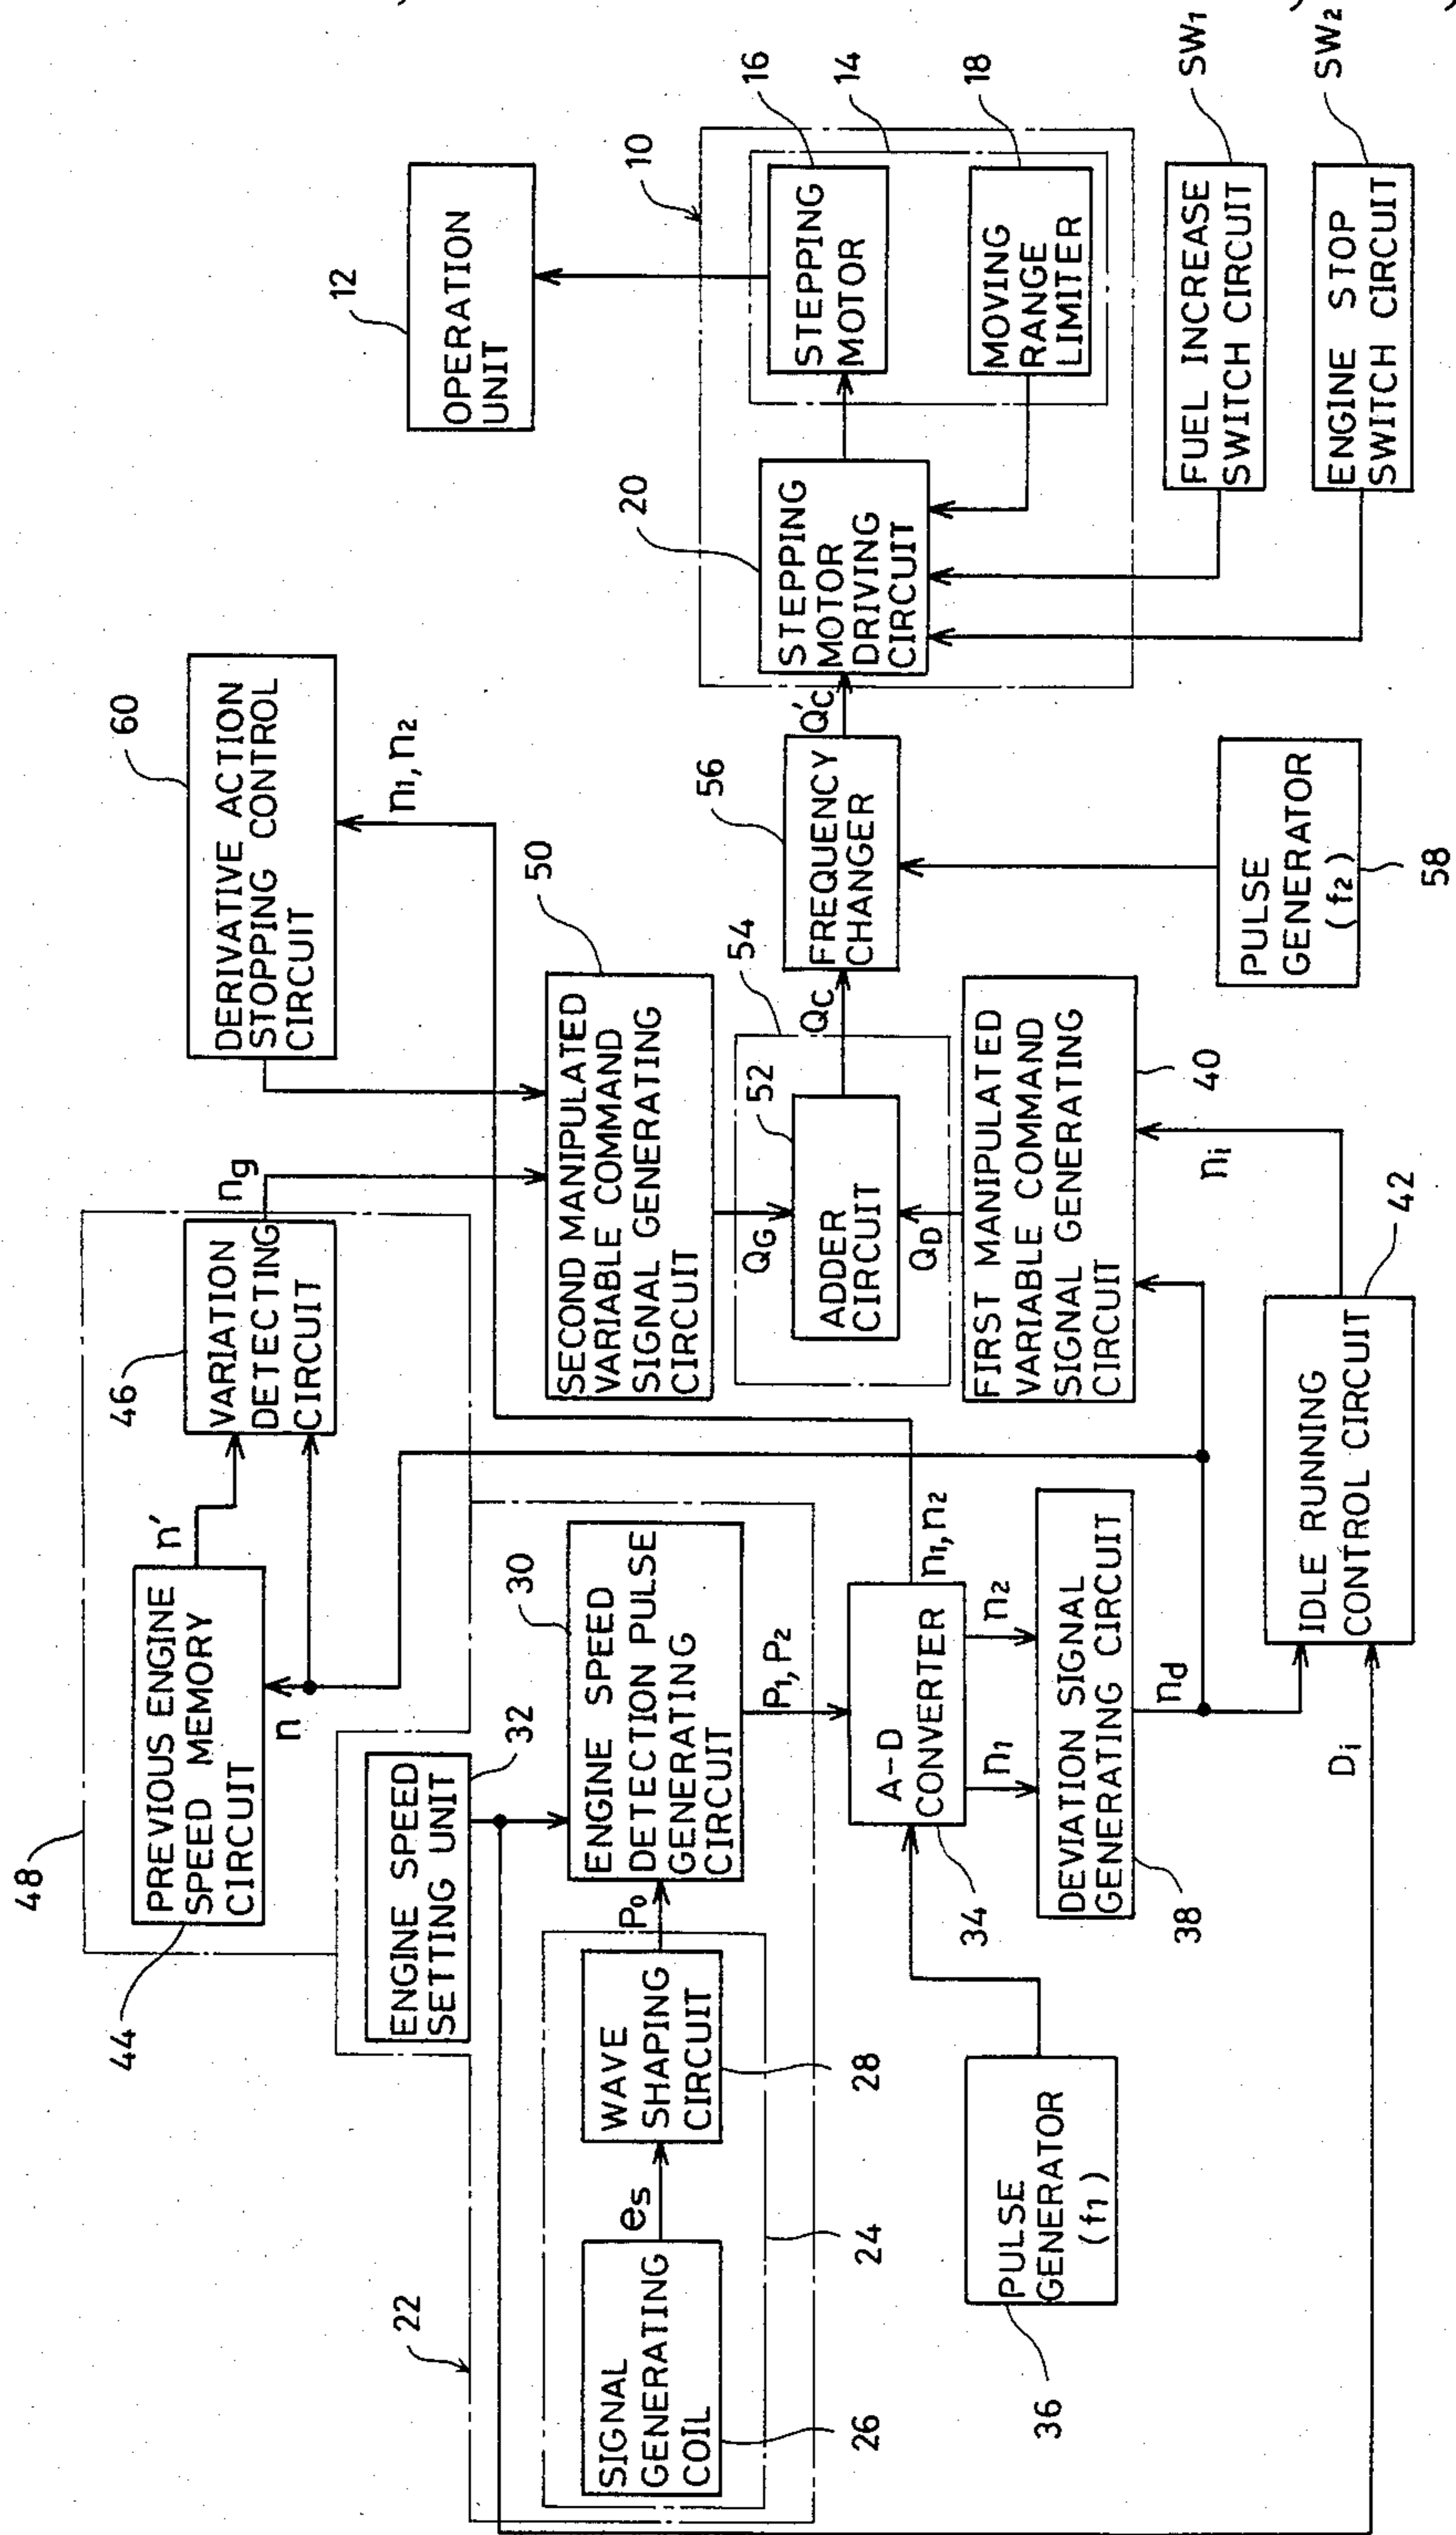 48
PREVIOUS ENGINE
SPEED MEMORY
CIRCUIT
44
n'
n
46
VARIATION
DETECTING
CIRCUIT
ng
60
DERIVATIVE ACTION
STOPPING CONTROL
CIRCUIT
n1, n2
12
OPERATION
UNIT
ENGINE SPEED
SETTING UNIT
32
22
SIGNAL
GENERATING
COIL
26
es
WAVE
SHAPING
CIRCUIT
28
24
P0
30
ENGINE SPEED
DETECTION PULSE
GENERATING
CIRCUIT
P1, P2
50
SECOND MANIPULATED
VARIABLE COMMAND
SIGNAL GENERATING
CIRCUIT
QG
52
54
ADDER
CIRCUIT
QD
QC
56
FREQUENCY
CHANGER
Q'C
20
STEPPING
MOTOR
DRIVING
CIRCUIT
10
16
STEPPING
MOTOR
14
MOVING
RANGE
LIMITER
18
36
PULSE
GENERATOR
(f1)
34
A-D
CONVERTER
n1, n2
n1
n2
DEVIATION SIGNAL
GENERATING CIRCUIT
38
nd
FIRST MANIPULATED
VARIABLE COMMAND
SIGNAL GENERATING
CIRCUIT
40
ni
PULSE
GENERATOR
(f2)
58
FUEL INCREASE
SWITCH CIRCUIT
SW1
ENGINE STOP
SWITCH CIRCUIT
SW2
Di
IDLE RUNNING
CONTROL CIRCUIT
42